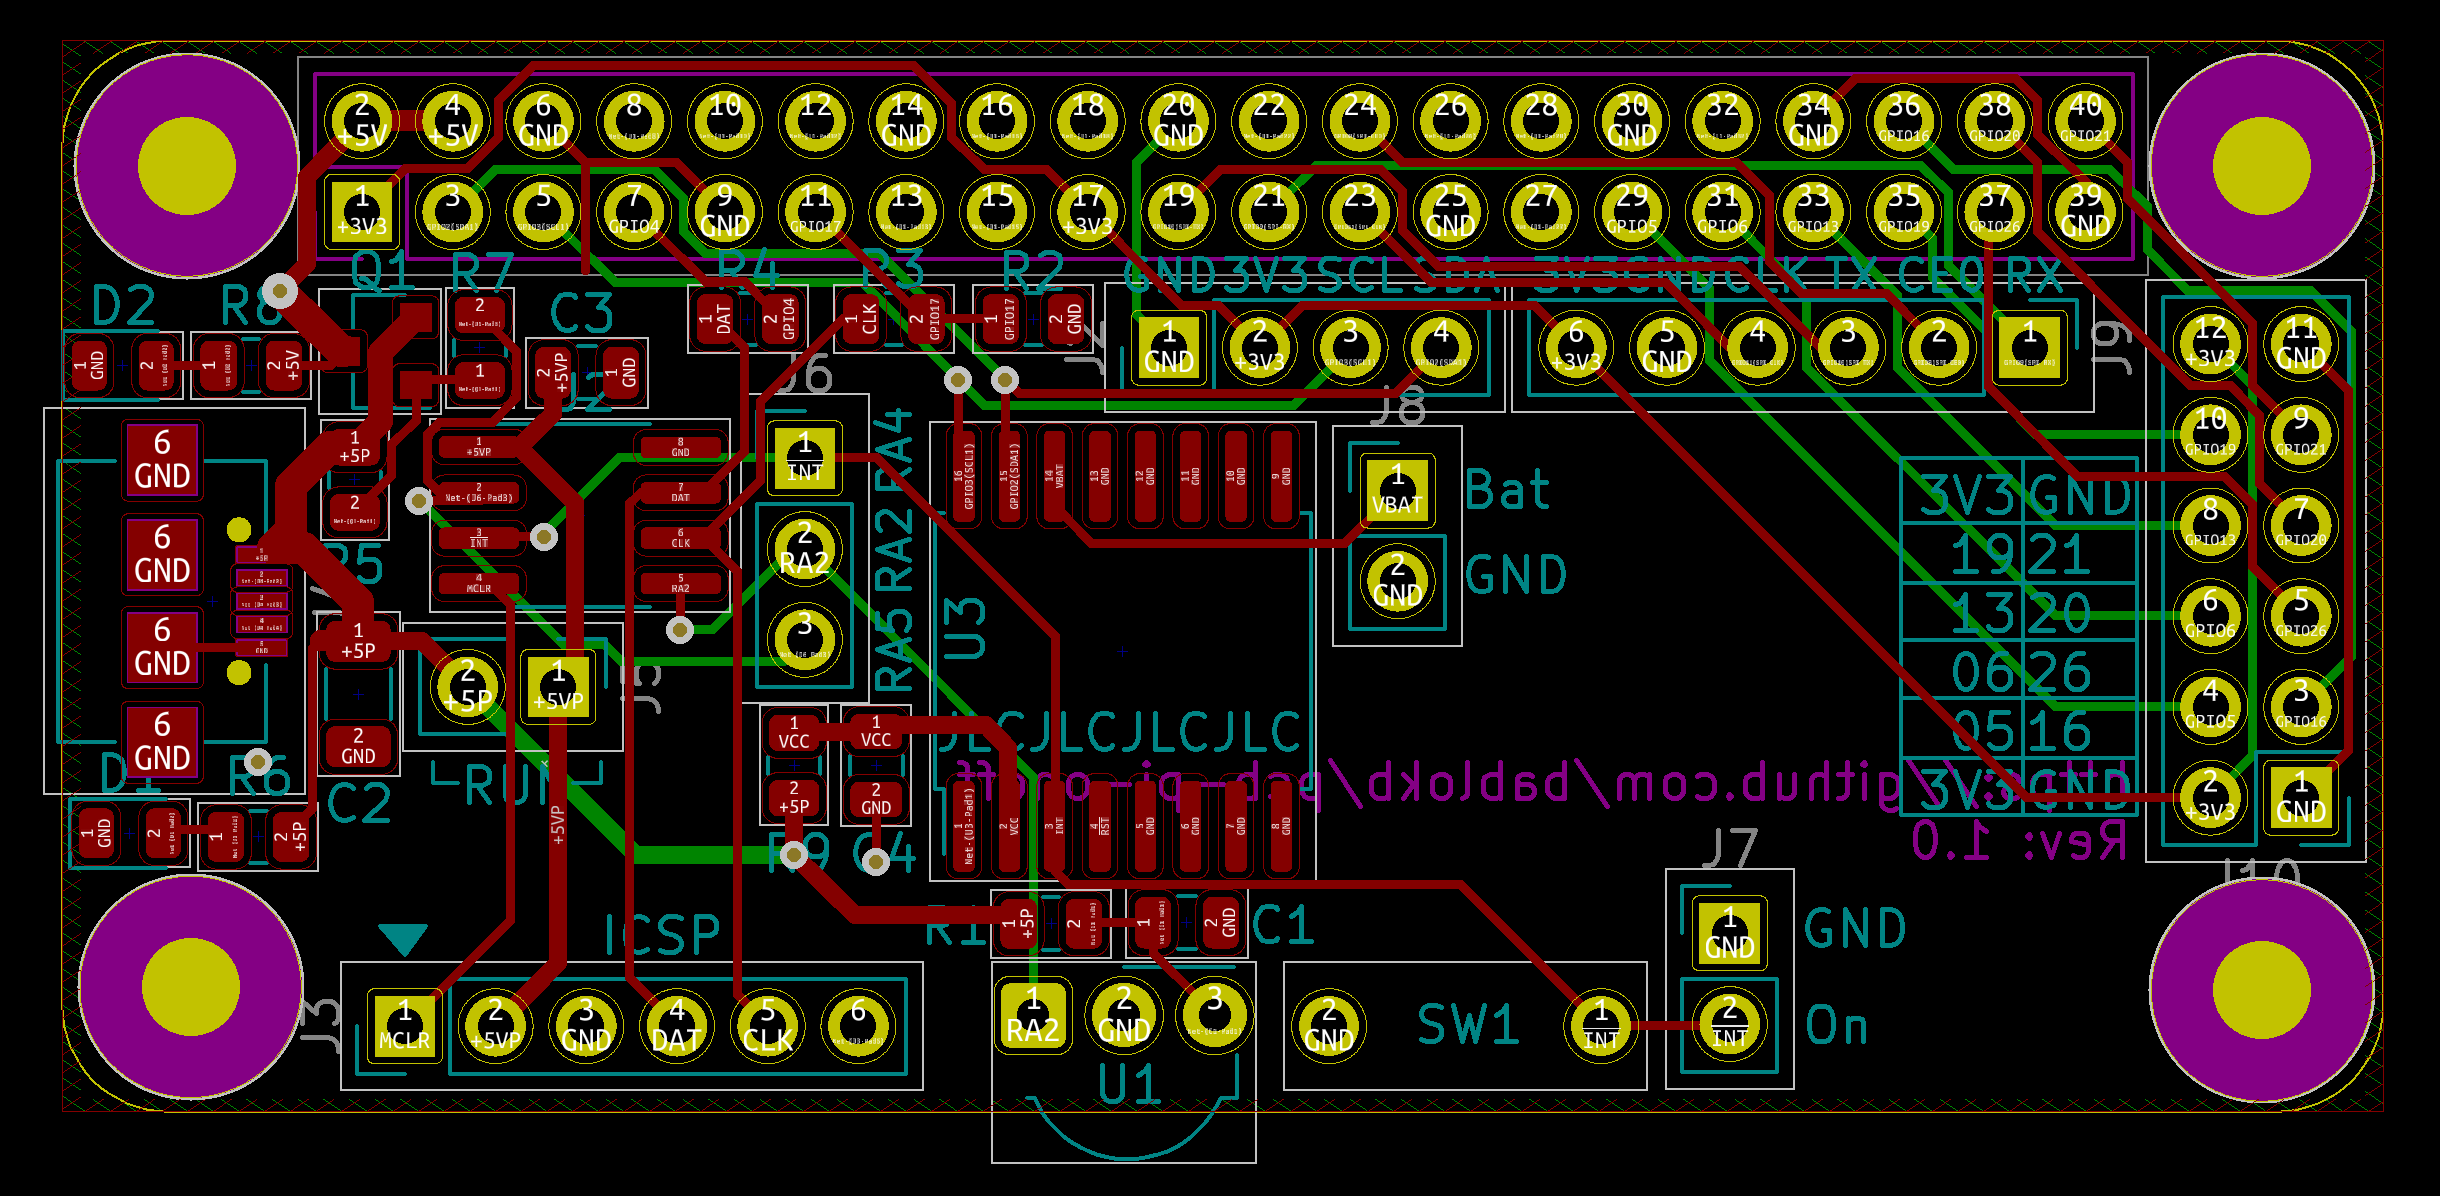 2 4 6 8 10 12 14 16 18 20 22 24 26 28 30 32 34 36 38 40
+5V +5V GND GND GND GND GND GPIO16 GPIO20 GPIO21
1 3 5 7 9 11 13 15 17 19 21 23 25 27 29 31 33 35 37 39
+3V3 GPIO2(SDA1) GPIO3(SCL1) GPIO4 GND GPIO17 +3V3 GND GPIO5 GPIO6 GPIO13 GPIO19 GPIO26 GND
Q1 R7 R4 R3 R2 GND 3V3 SCL SDA 3V3 GND CLK TX CE0 RX
D2 R8 C3
1 GND 2
1 2 +5V
2
1
2 +5VP 1 GND
1 DAT 2 GPIO4
1 CLK 2 GPIO17
1 GPIO17 2 GND
1 2 3 4
GND +3V3 GPIO3(SCL1) GPIO2(SDA1)
6 5 4 3 2 1
+3V3 GND
J9
J6
J8
12 11
+3V3 GND
10 9
GPIO19 GPIO21
8 7
GPIO13 GPIO20
6 5
GPIO6 GPIO26
4 3
GPIO5 GPIO16
2 1
+3V3 GND
J10
6
GND
6
GND
6
GND
6
GND
1
+5P
2
R5
1 +5VP
2 Net-(J6-Pad3)
3 INT
4 MCLR
8 GND
7 DAT
6 CLK
5 RA2
1
INT
2
RA2
3
RA5 RA2 RA4
16 GPIO3(SCL1)
15 GPIO2(SDA1)
14 VBAT
13 GND
12 GND
11 GND
10 GND
9 GND
U3
1
VBAT
2
GND
Bat
GND
3V3 GND
19 21
13 20
06 26
05 16
3V3 GND
1
+5P
2
GND
C2
2 1
+5P +5VP
J5
RUN
+5VP
1
VCC
2
+5P
R9
1
VCC
2
GND
C4
JLCJLCJLCJLC
https://github.com/bablokb/pcb-pi-onoff
Rev: 1.0
1 Net-(U3-Pad1)
2 VCC
3 INT
4 RST
5 GND
6 GND
7 GND
8 GND
D1 R6
1 GND 2
1 2 +5P
ICSP
J3
1 2 3 4 5 6
MCLR +5VP GND DAT CLK
R1
1 +5P 2
1 2 GND
C1
1 2 3
RA2 GND
U1
2
GND
SW1
1
INT
J7
1
GND
GND
2
INT
On